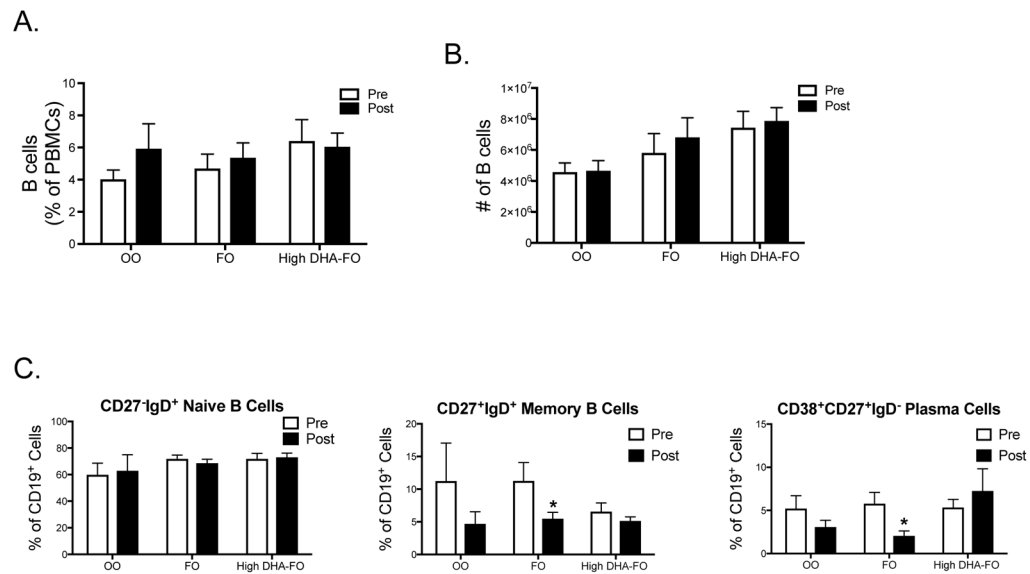 A.
B cells
(% of PBMCs)
10
8
6
4
2
0
Pre
Post
OO
FO
High DHA-FO
B.
# of B cells
1×10⁷
8×10⁶
6×10⁶
4×10⁶
2×10⁶
0
Pre
Post
OO
FO
High DHA-FO
C.
CD27⁻IgD⁺ Naive B Cells
% of CD19⁺ Cells
100
80
60
40
20
0
Pre
Post
OO
FO
High DHA-FO
CD27⁺IgD⁺ Memory B Cells
% of CD19⁺ Cells
20
15
10
5
0
Pre
Post
*
OO
FO
High DHA-FO
CD38⁺CD27⁺IgD⁻ Plasma Cells
% of CD19⁺ Cells
15
10
5
0
Pre
Post
*
OO
FO
High DHA-FO